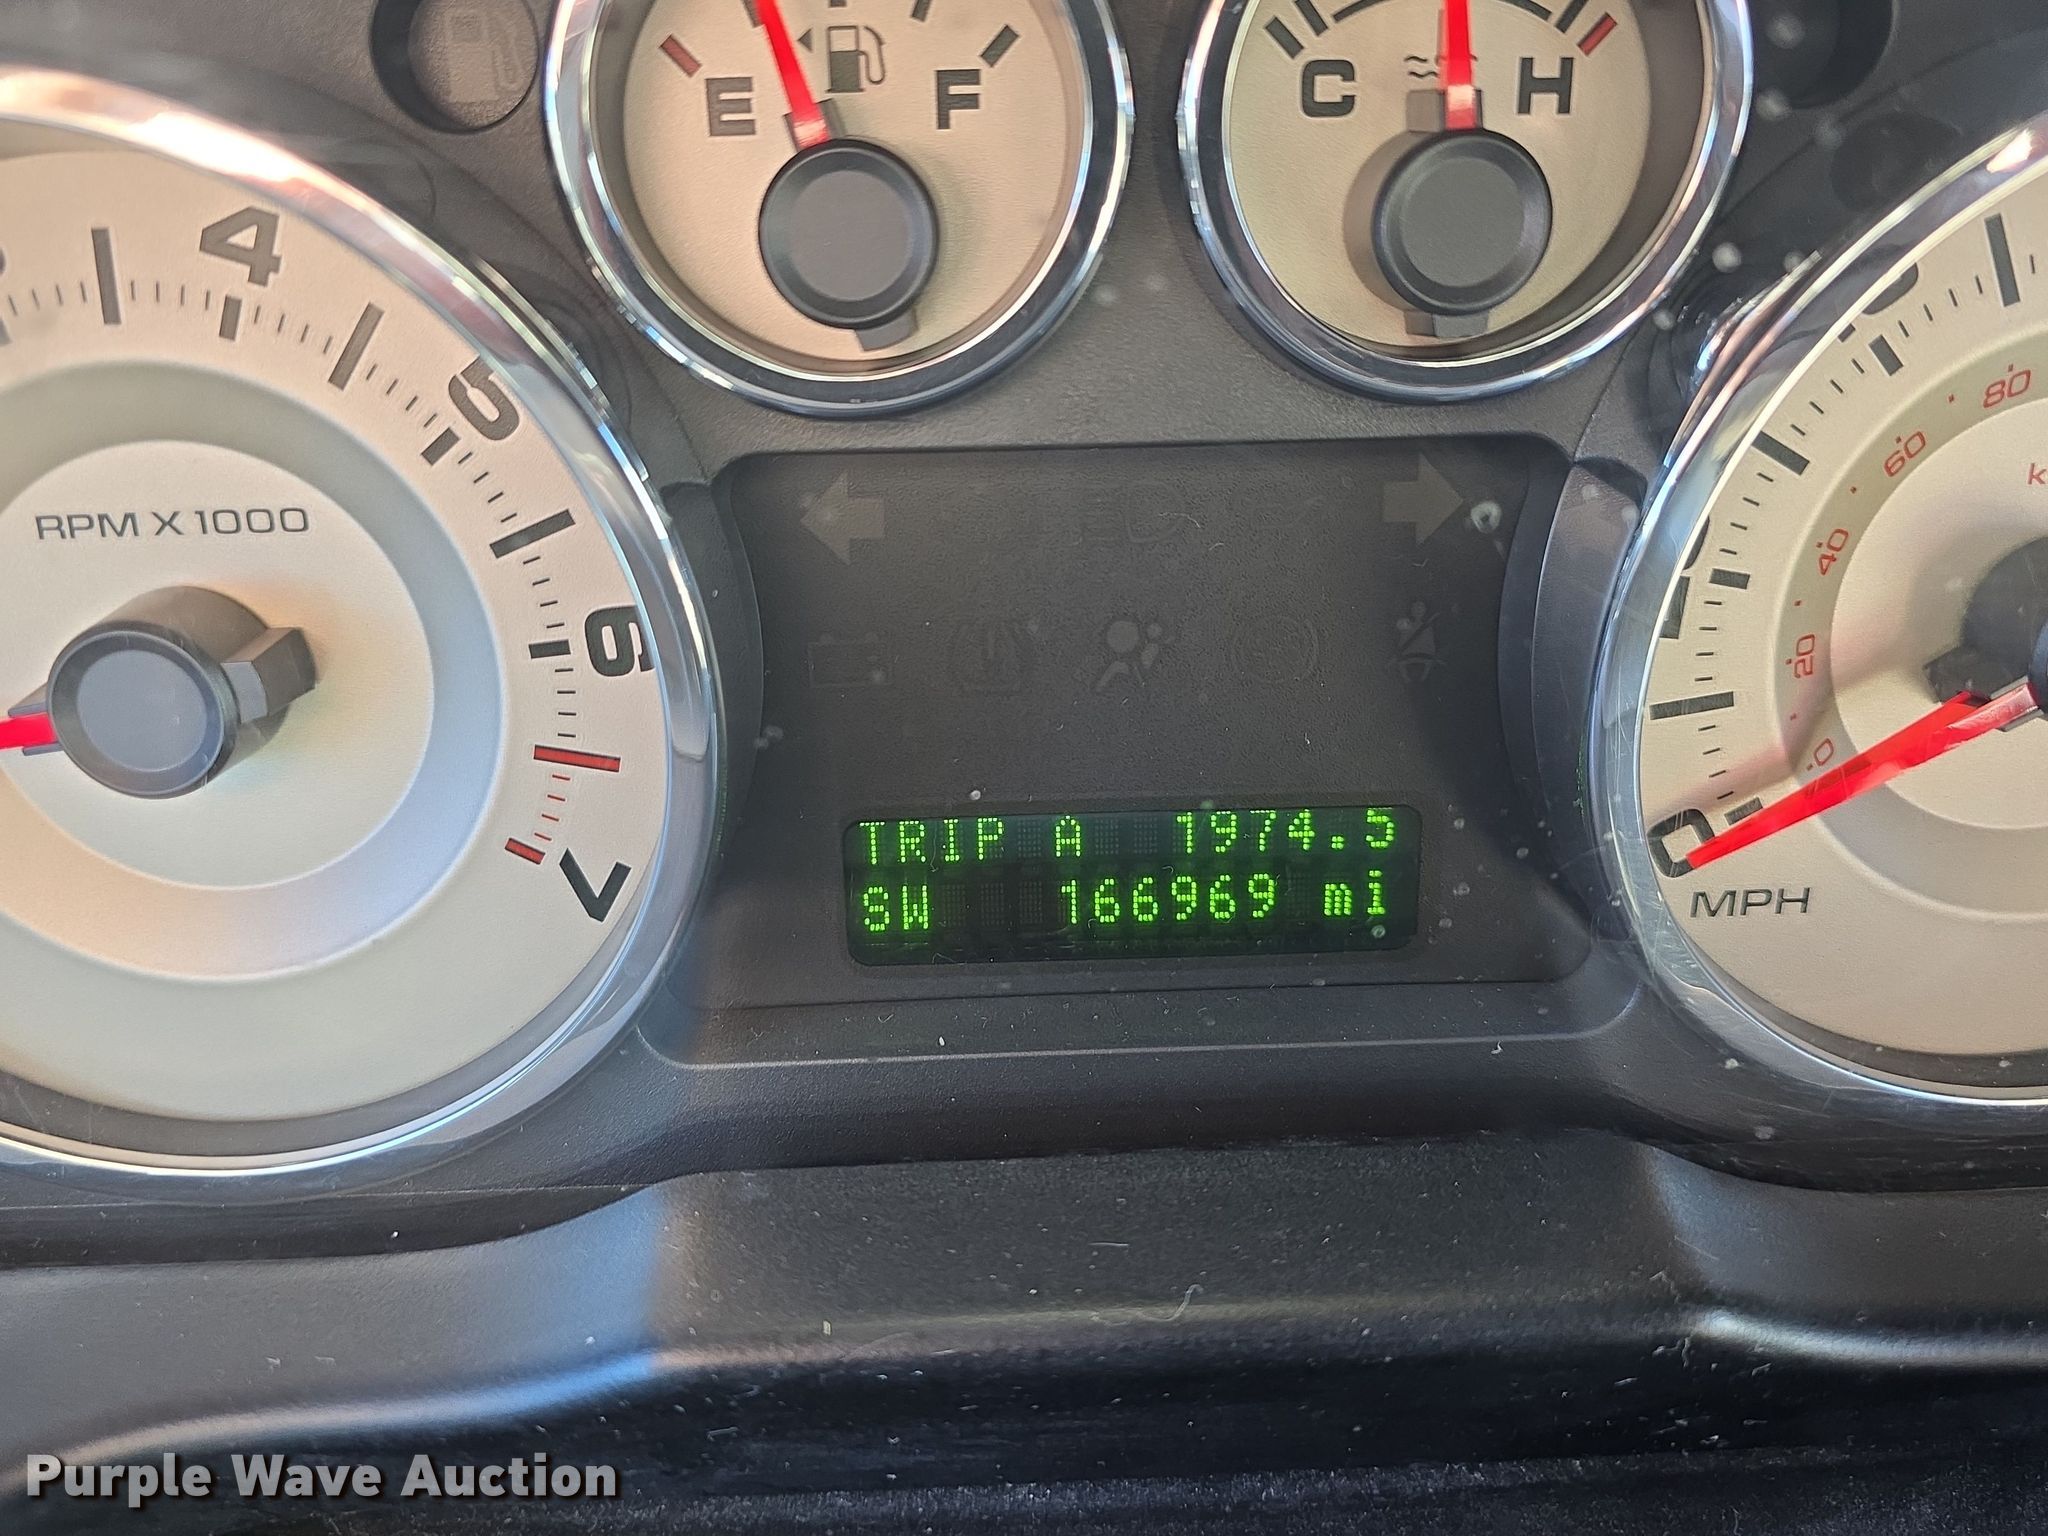 E F
C H
4
5
6
7
RPM X 1000
80
60
40
20
0
0
MPH
TRIP A 1974.5
SW 166969 mi
Purple Wave Auction